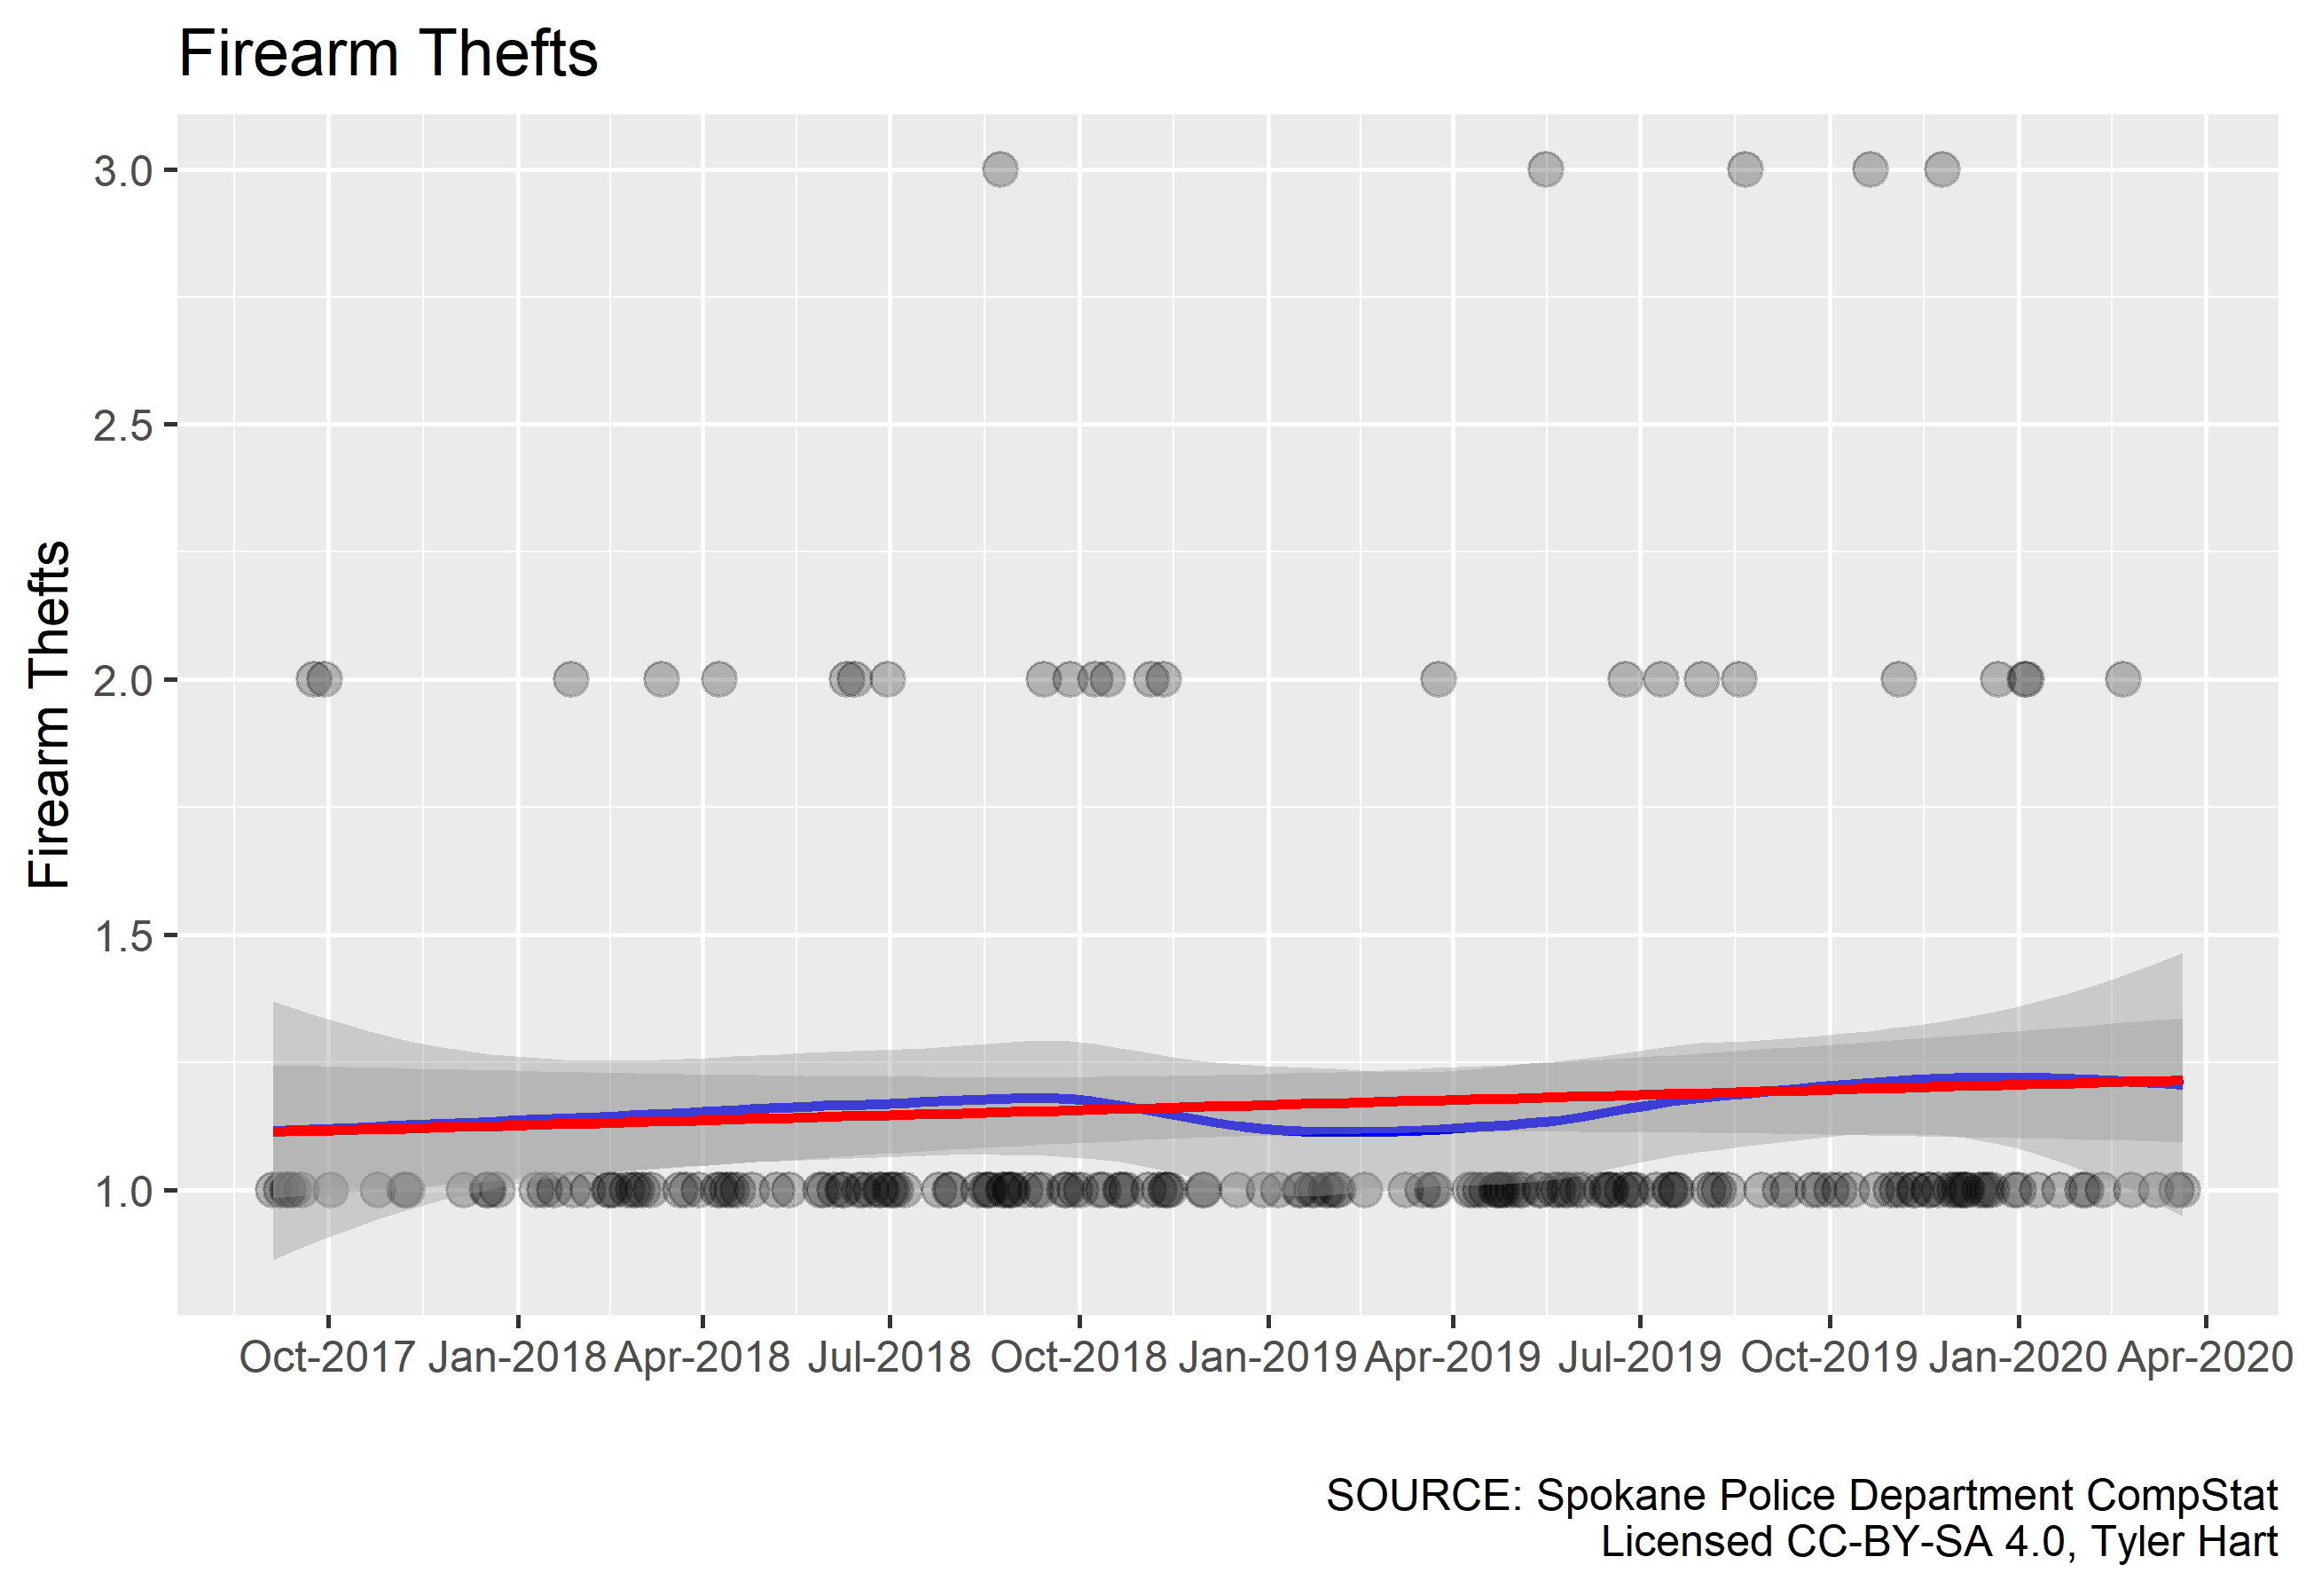 Firearm Thefts
Firearm Thefts
3.0
2.5
2.0
1.5
1.0
Oct-2017 Jan-2018 Apr-2018 Jul-2018 Oct-2018 Jan-2019 Apr-2019 Jul-2019 Oct-2019 Jan-2020 Apr-2020
SOURCE: Spokane Police Department CompStat
Licensed CC-BY-SA 4.0, Tyler Hart